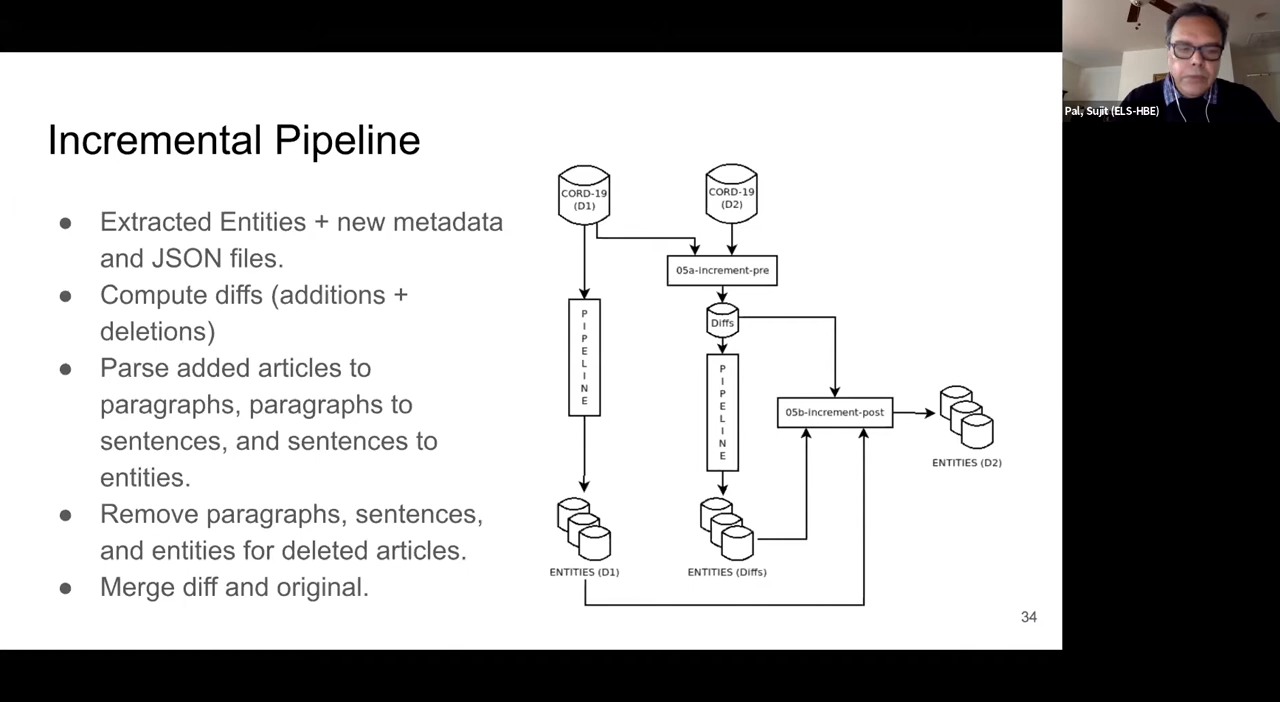 Pal, Sujit (ELS-HBE)
Incremental Pipeline
● Extracted Entities + new metadata
and JSON files.
● Compute diffs (additions +
deletions)
● Parse added articles to
paragraphs, paragraphs to
sentences, and sentences to
entities.
● Remove paragraphs, sentences,
and entities for deleted articles.
● Merge diff and original.
CORD-19
(D1)
CORD-19
(D2)
05a-increment-pre
Diffs
PIPELINE
PIPELINE
05b-increment-post
ENTITIES (D2)
ENTITIES (D1)
ENTITIES (Diffs)
34